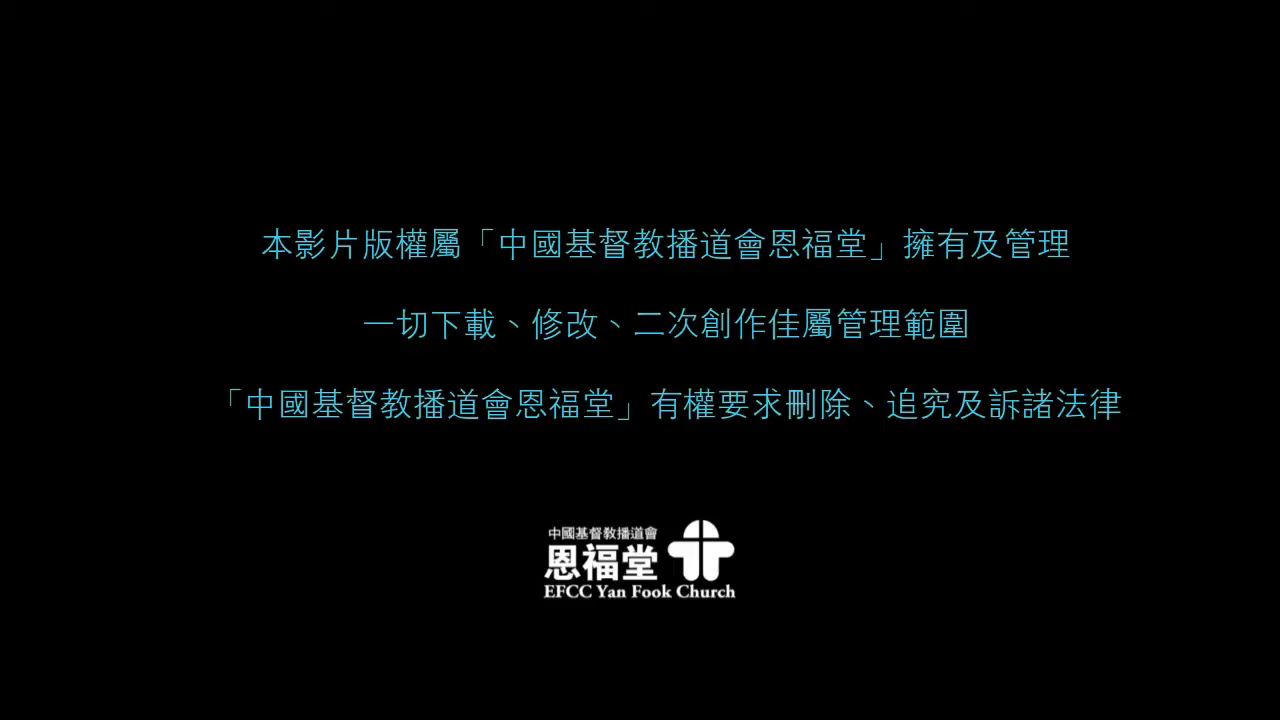 本影片版權屬「中國基督教播道會恩福堂」擁有及管理
一切下載、修改、二次創作佳屬管理範圍
「中國基督教播道會恩福堂」有權要求刪除、追究及訴諸法律
中國基督教播道會
恩福堂
EFCC Yan Fook Church